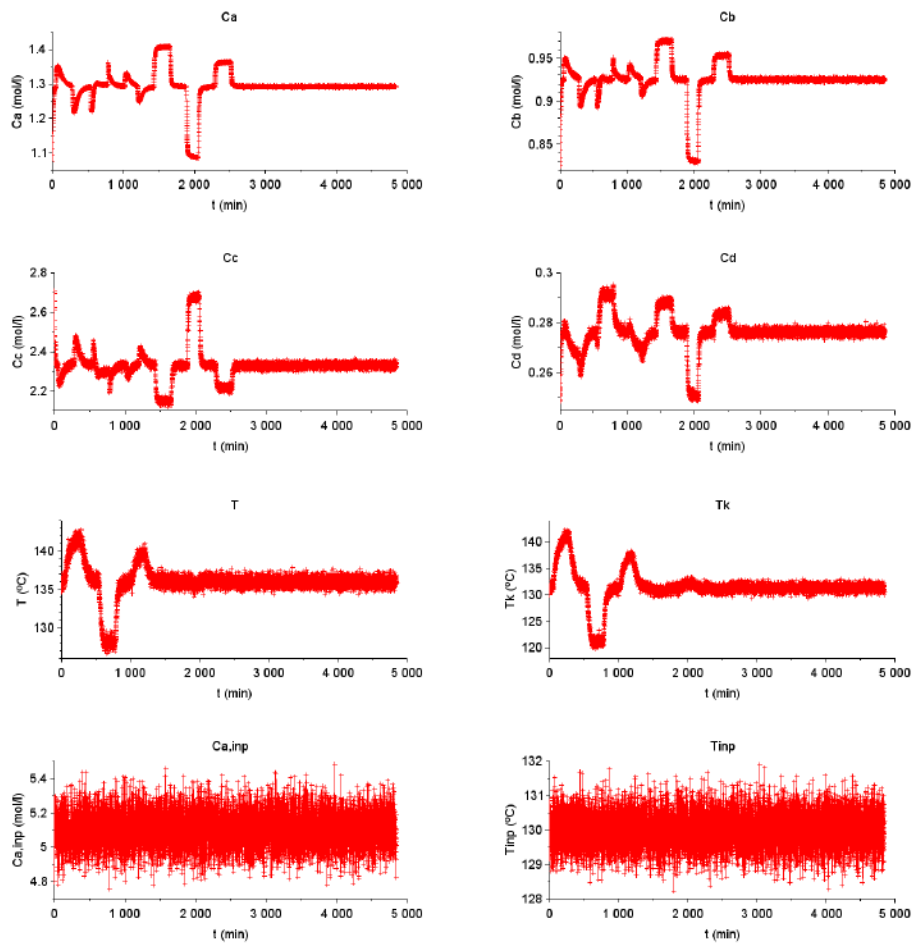 Ca
Ca (mol/l)
1.4
1.3
1.2
1.1
0 1 000 2 000 3 000 4 000 5 000
t (min)
Cb
Cb (mol/l)
0.95
0.9
0.85
0 1 000 2 000 3 000 4 000 5 000
t (min)
Cc
Cc (mol/l)
2.8
2.6
2.4
2.2
0 1 000 2 000 3 000 4 000 5 000
t (min)
Cd
Cd (mol/l)
0.3
0.28
0.26
0 1 000 2 000 3 000 4 000 5 000
t (min)
T
T (ºC)
140
135
130
0 1 000 2 000 3 000 4 000 5 000
t (min)
Tk
Tk (ºC)
140
135
130
125
120
0 1 000 2 000 3 000 4 000 5 000
t (min)
Ca,inp
Ca,inp (mol/l)
5.4
5.2
5
4.8
0 1 000 2 000 3 000 4 000 5 000
t (min)
Tinp
Tinp (ºC)
132
131
130
129
128
0 1 000 2 000 3 000 4 000 5 000
t (min)